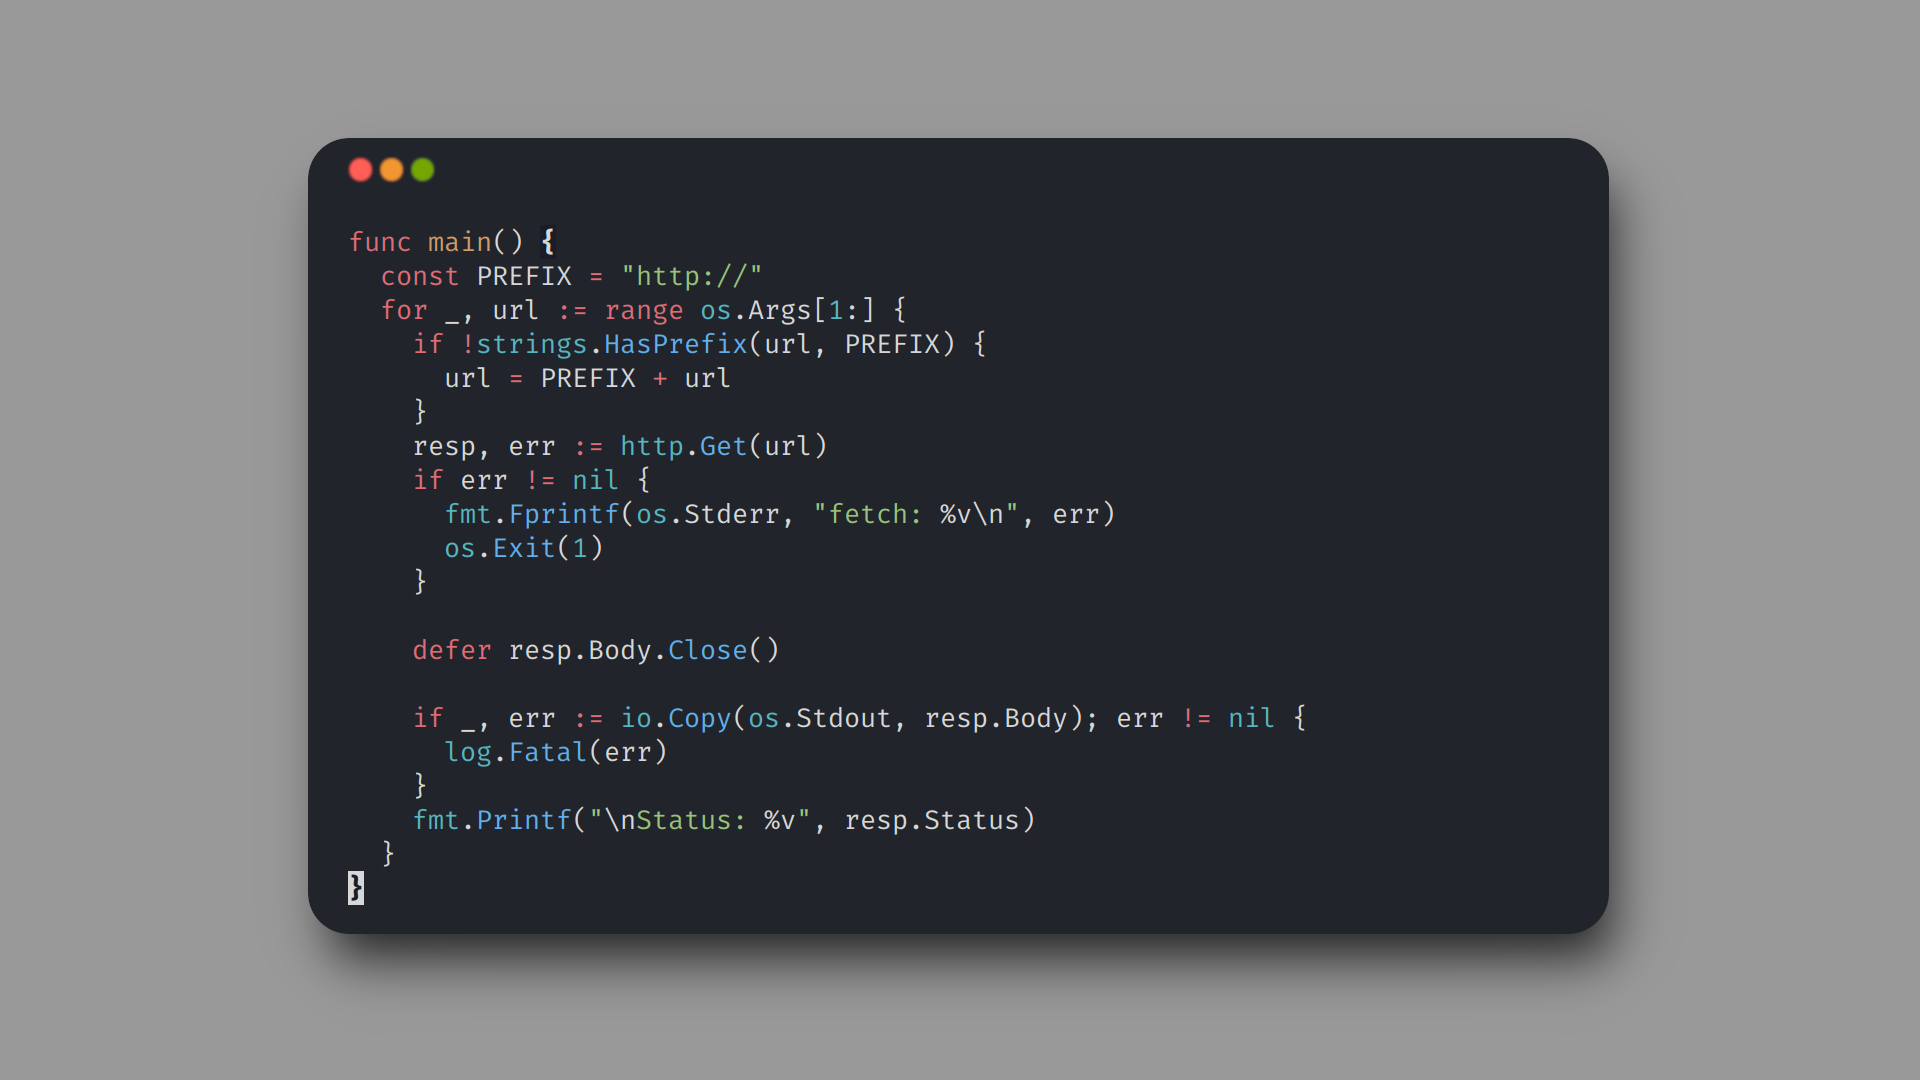 func main() {
  const PREFIX = "http://"
  for _, url := range os.Args[1:] {
    if !strings.HasPrefix(url, PREFIX) {
      url = PREFIX + url
    }
    resp, err := http.Get(url)
    if err != nil {
      fmt.Fprintf(os.Stderr, "fetch: %v\n", err)
      os.Exit(1)
    }

    defer resp.Body.Close()

    if _, err := io.Copy(os.Stdout, resp.Body); err != nil {
      log.Fatal(err)
    }
    fmt.Printf("\nStatus: %v", resp.Status)
  }
}